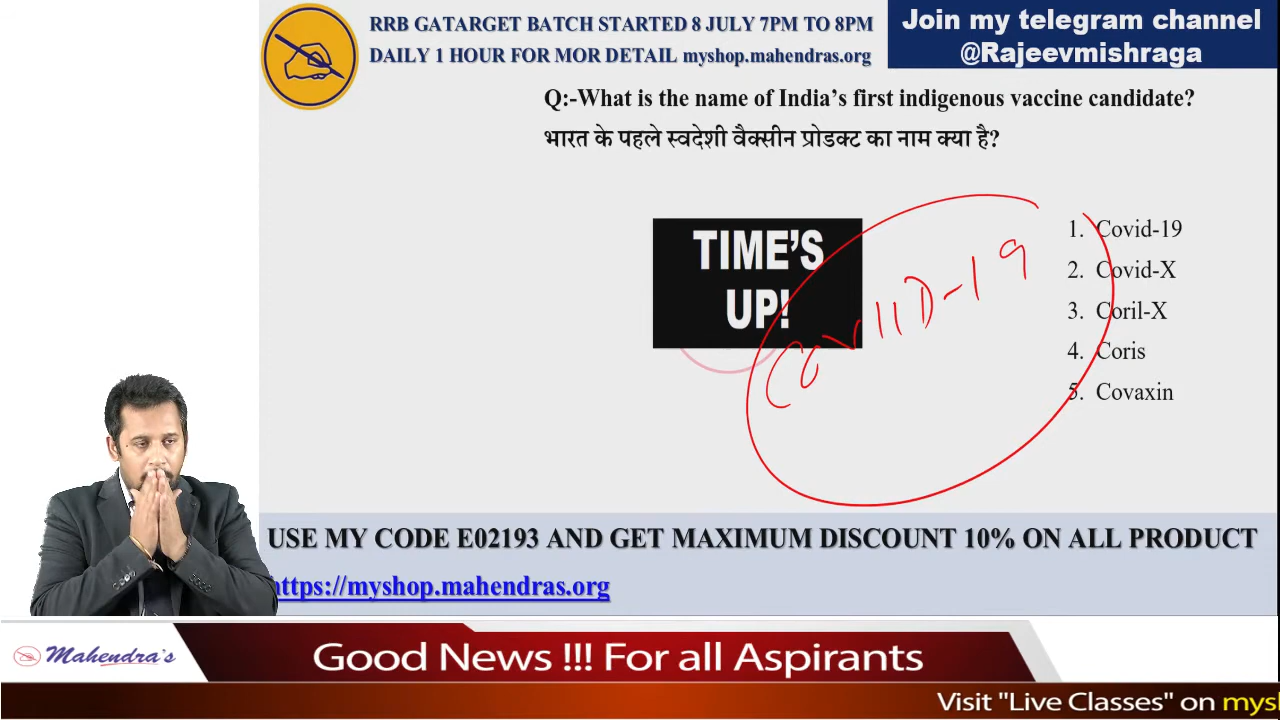 RRB GATARGET BATCH STARTED 8 JULY 7PM TO 8PM
DAILY 1 HOUR FOR MOR DETAIL myshop.mahendras.org
Join my telegram channel
@Rajeevmishraga
Q:-What is the name of India's first indigenous vaccine candidate?
भारत के पहले स्वदेशी वैक्सीन प्रोडक्ट का नाम क्या है?
TIME'S
UP!
COVIID-19
1. Covid-19
2. Covid-X
3. Coril-X
4. Coris
5. Covaxin
USE MY CODE E02193 AND GET MAXIMUM DISCOUNT 10% ON ALL PRODUCT
https://myshop.mahendras.org
Mahendra's
Good News !!! For all Aspirants
Visit "Live Classes" on mys